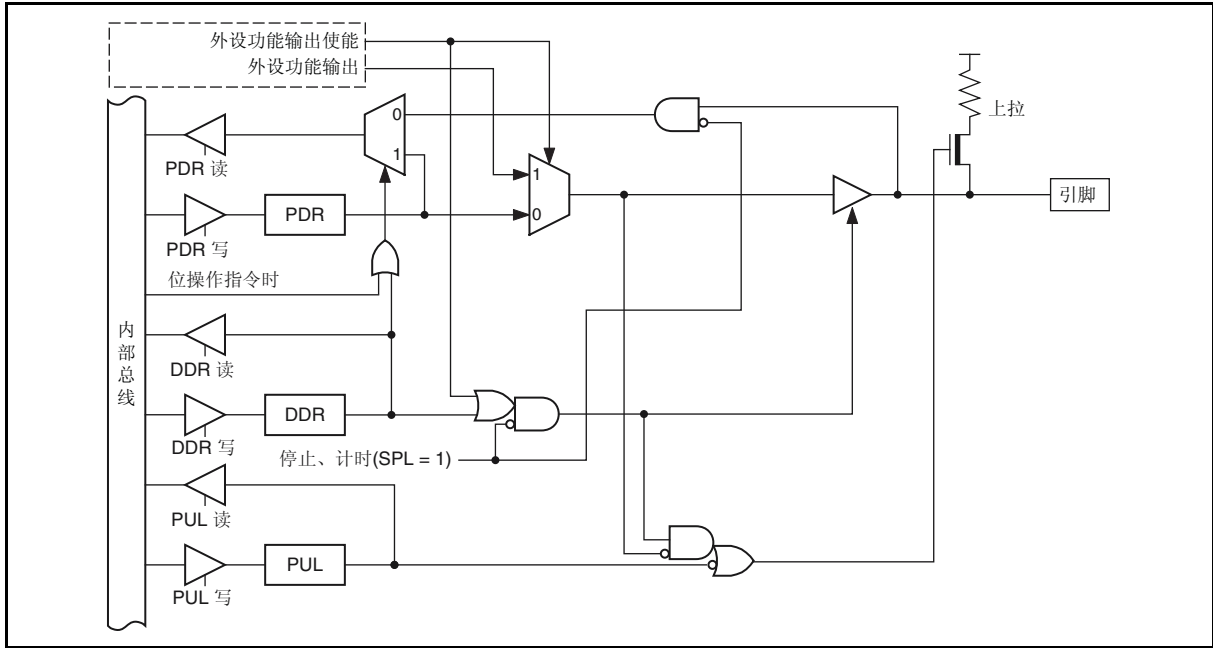 外设功能输出使能
外设功能输出
上拉
0
1
PDR 读
1
0
引脚
PDR
PDR 写
位操作指令时
内部总线
DDR 读
DDR
DDR 写
停止、计时(SPL = 1)
PUL 读
PUL
PUL 写